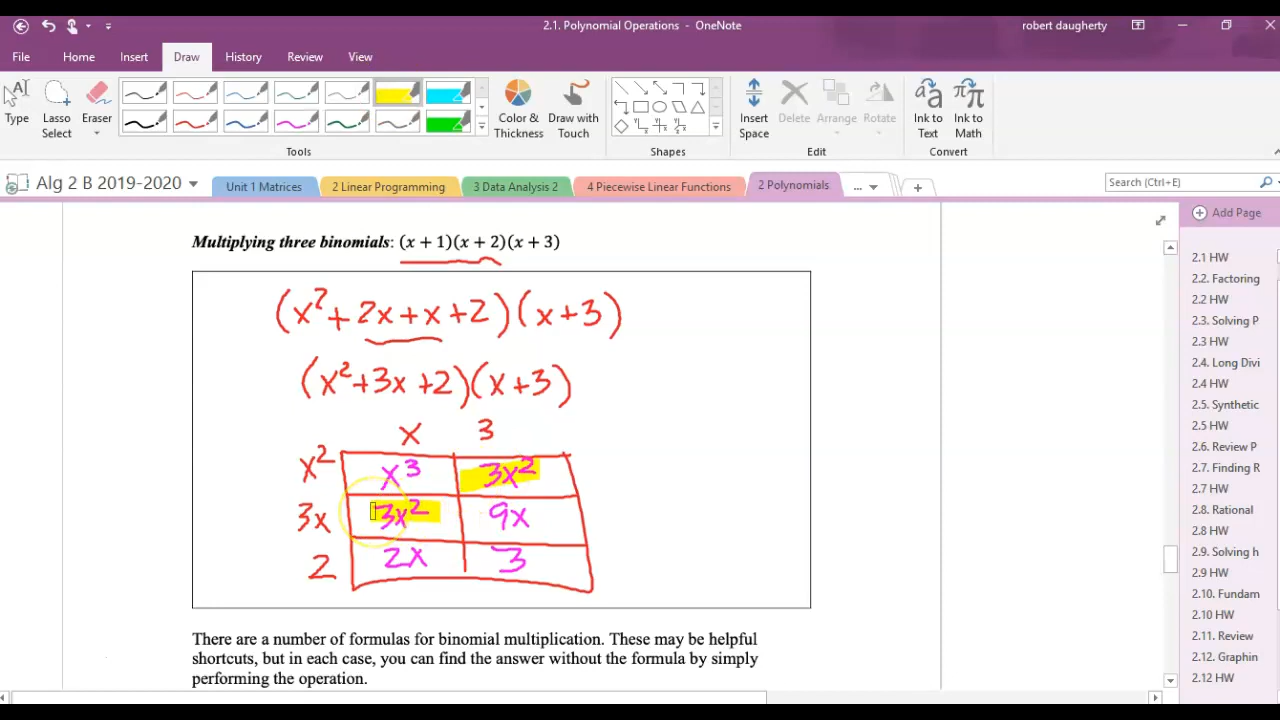 2.1. Polynomial Operations - OneNote
robert daugherty
File Home Insert Draw History Review View
Type
Lasso Select
Eraser
Color & Thickness
Draw with Touch
Insert Space
Delete
Arrange
Rotate
Ink to Text
Ink to Math
Tools
Shapes
Edit
Convert
Alg 2 B 2019-2020
Unit 1 Matrices
2 Linear Programming
3 Data Analysis 2
4 Piecewise Linear Functions
2 Polynomials
...
Search (Ctrl+E)
Add Page
2.1 HW
2.2. Factoring
2.2 HW
2.3. Solving P
2.3 HW
2.4. Long Divi
2.4 HW
2.5. Synthetic
2.5 HW
2.6. Review P
2.7. Finding R
2.7 HW
2.8. Rational
2.8 HW
2.9. Solving h
2.9 HW
2.10. Fundam
2.10 HW
2.11. Review
2.12. Graphin
2.12 HW
Multiplying three binomials: (x + 1)(x + 2)(x + 3)
(x² + 2x + x + 2)(x + 3)
(x² + 3x + 2)(x + 3)
x 3
x² x³ 3x²
3x 3x² 9x
2 2x 3
There are a number of formulas for binomial multiplication. These may be helpful
shortcuts, but in each case, you can find the answer without the formula by simply
performing the operation.